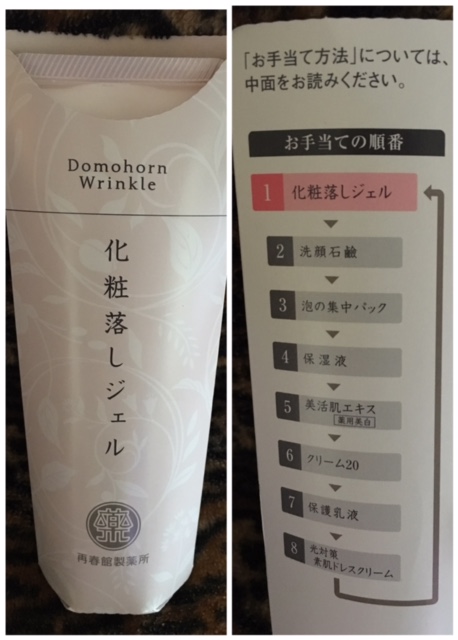 Domohorn
Wrinkle
化粧落しジェル
再春館製薬所
「お手当て方法」については、
中面をお読みください。
お手当ての順番
1 化粧落しジェル
2 洗顔石鹸
3 泡の集中パック
4 保湿液
5 美活肌エキス
薬用美白
6 クリーム20
7 保護乳液
8 光対策
素肌ドレスクリーム